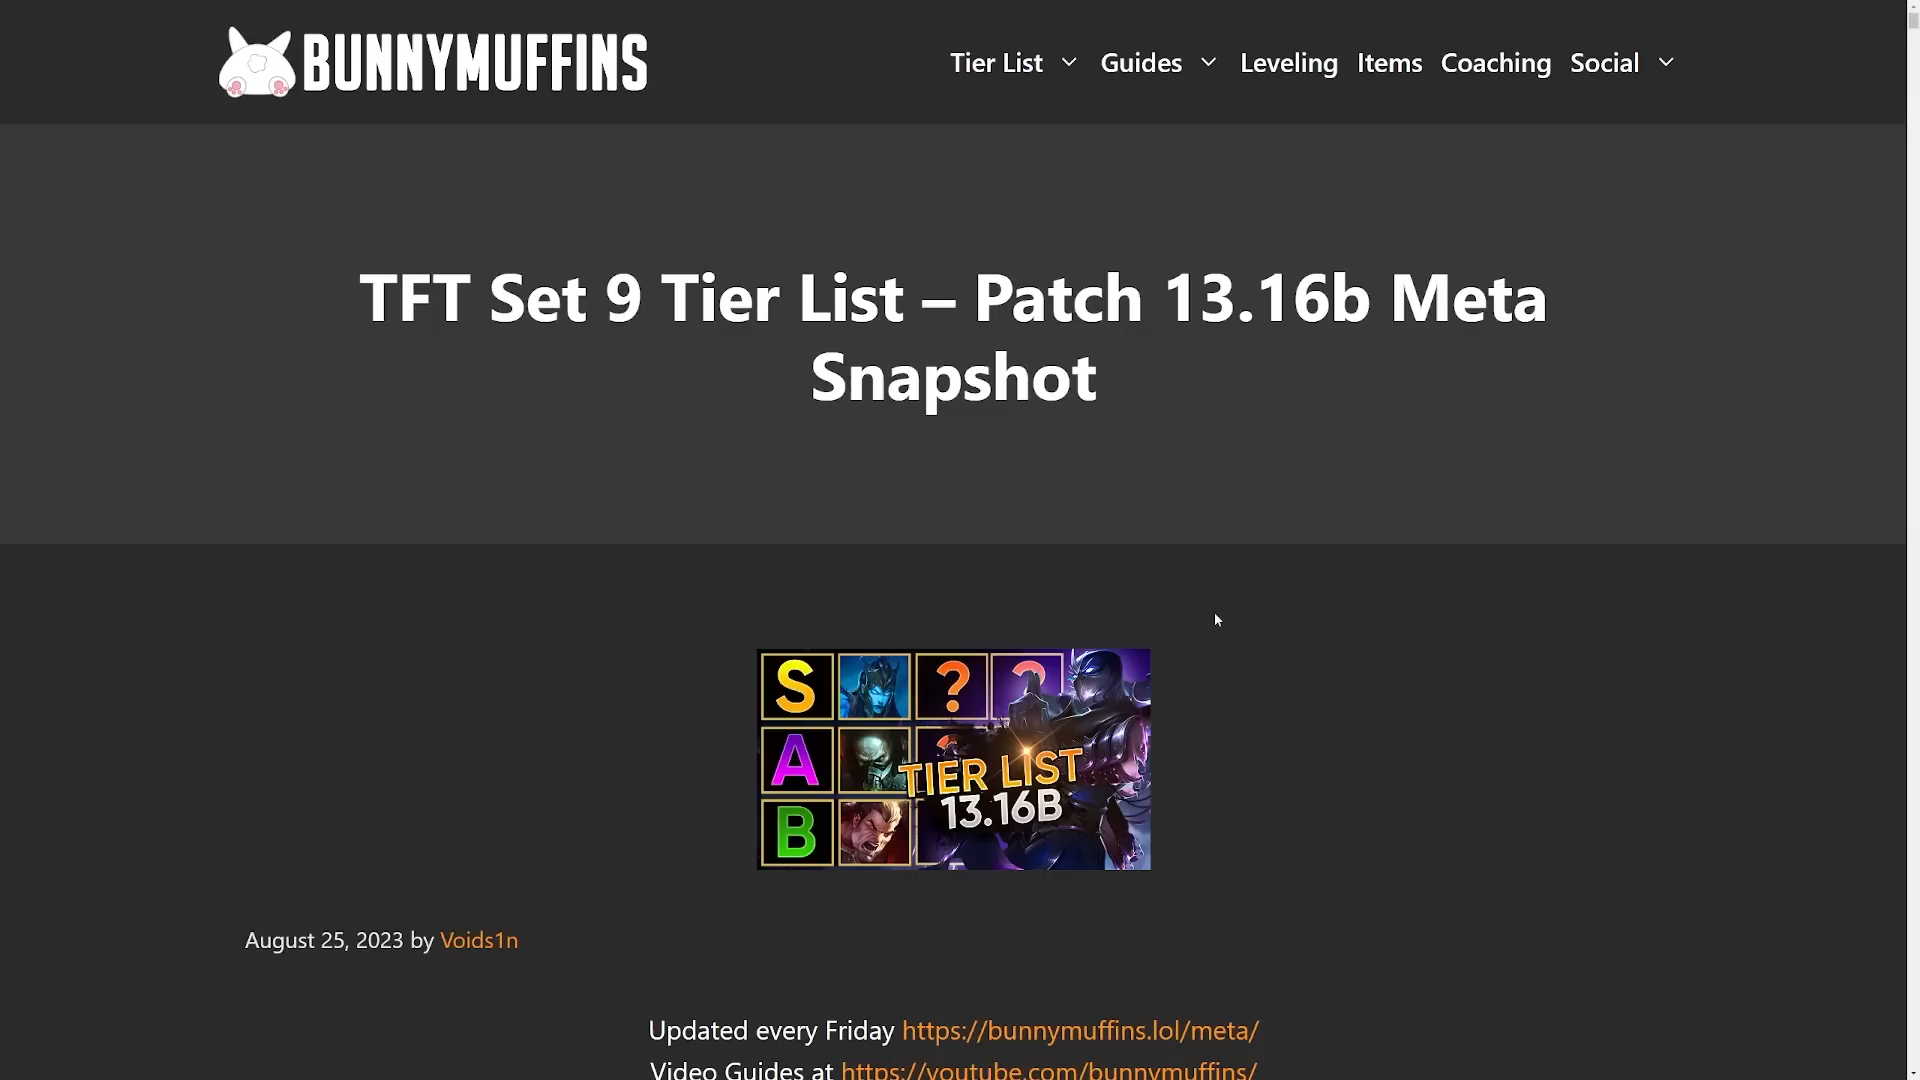 BUNNYMUFFINS
Tier List Guides Leveling Items Coaching Social
TFT Set 9 Tier List – Patch 13.16b Meta
Snapshot
S ? ?
A
TIER LIST
13.16B
B
August 25, 2023 by Voids1n
Updated every Friday https://bunnymuffins.lol/meta/
Video Guides at https://youtube.com/bunnymuffins/